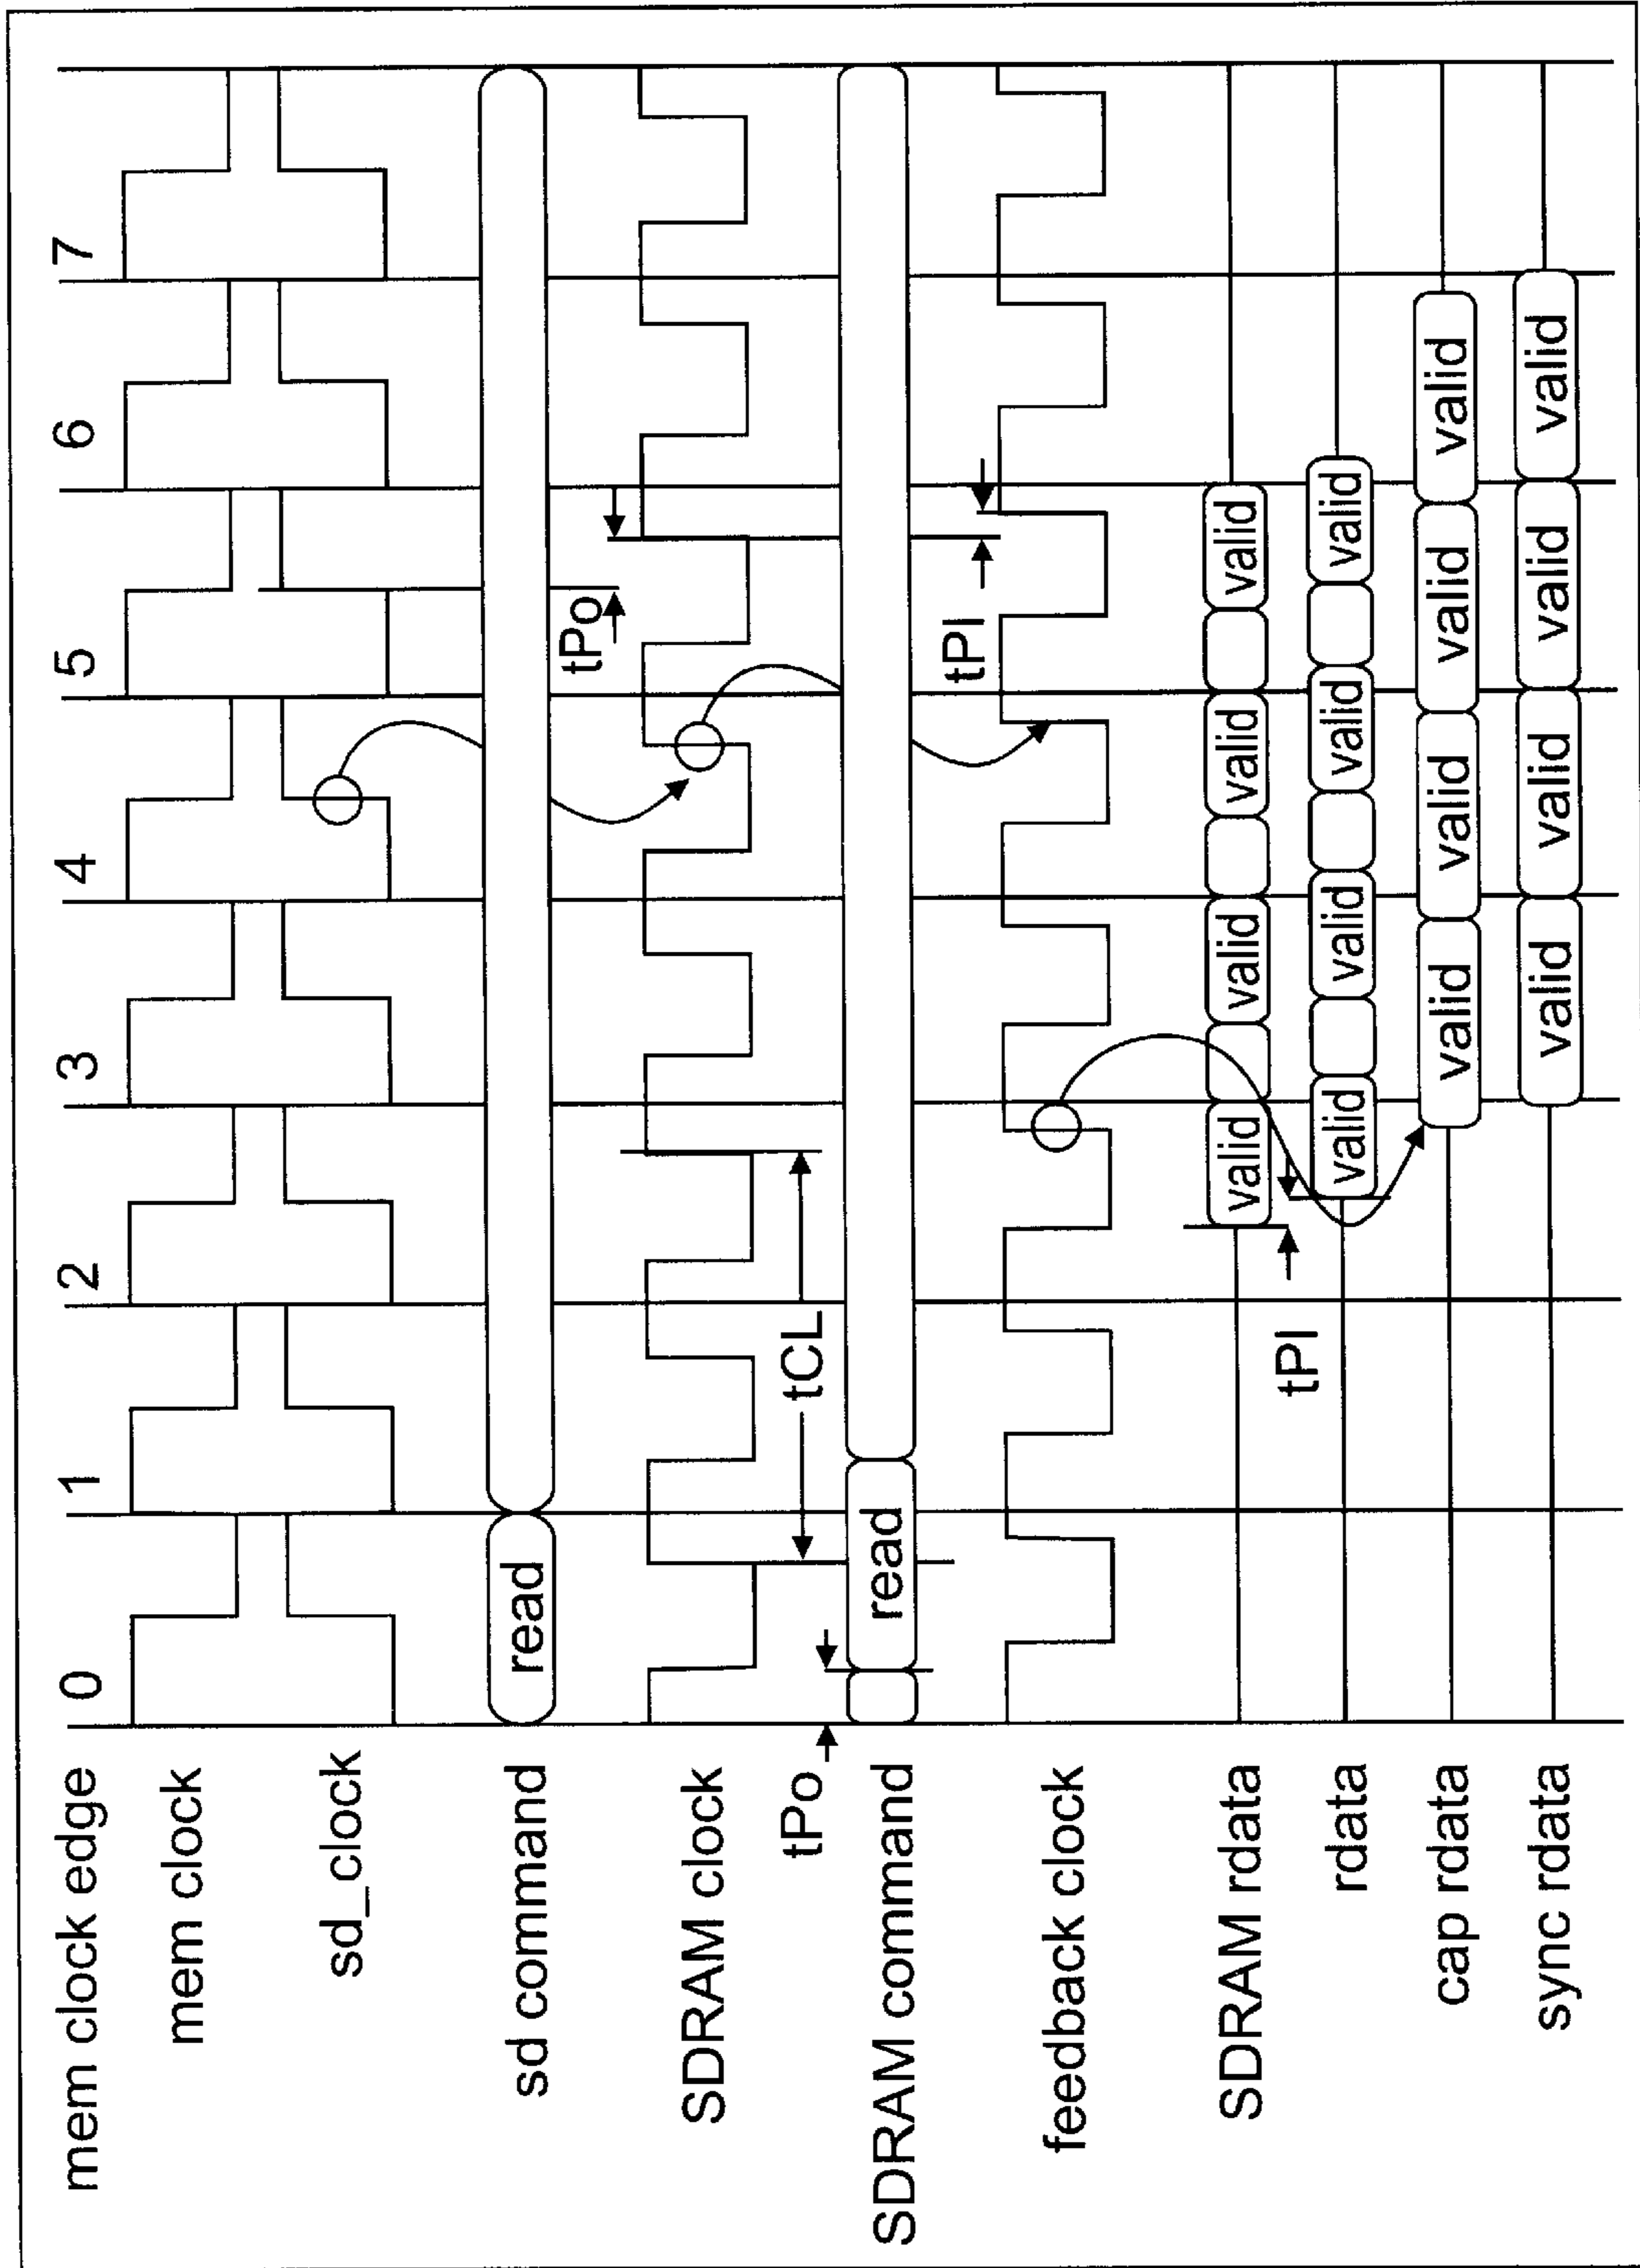 mem clock edge 0 1 2 3 4 5 6 7
mem clock
sd_clock
sd command read
tPo
SDRAM clock
tPo tCL
SDRAM command read
tPI
feedback clock
SDRAM rdata valid valid valid valid
tPI
rdata valid valid valid valid
cap rdata valid valid valid valid
sync rdata valid valid valid valid